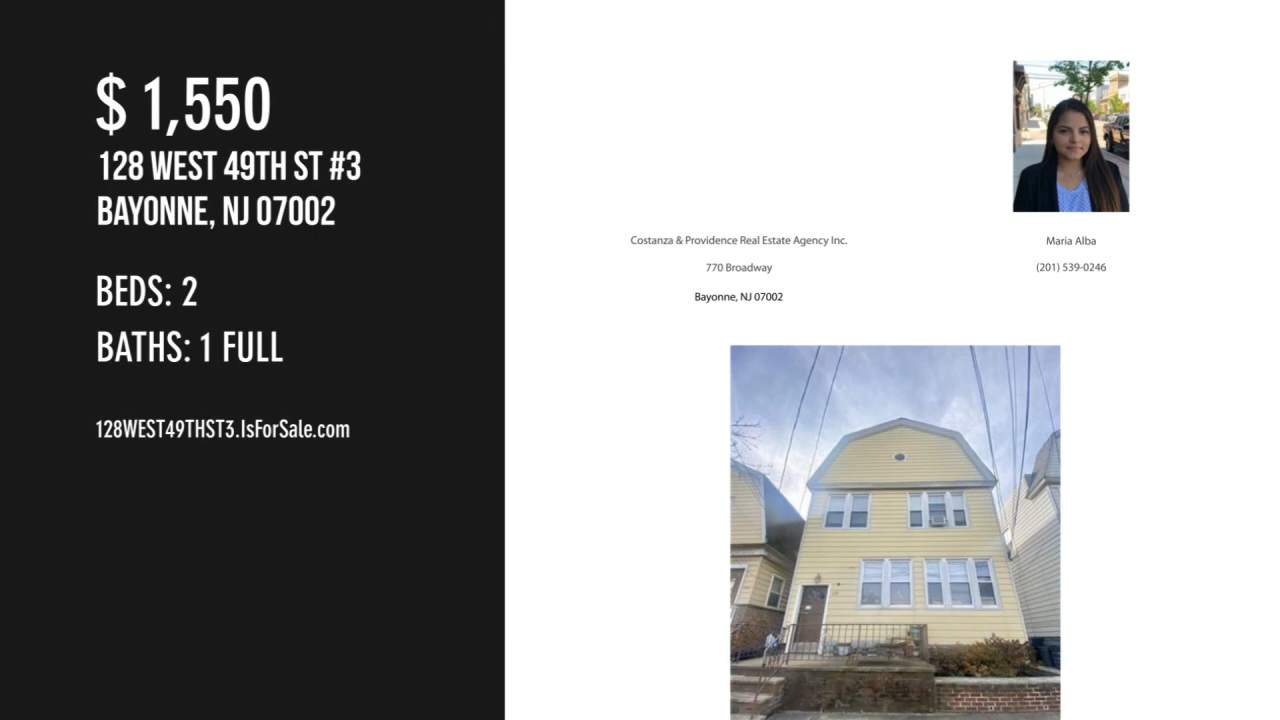 $ 1,550
128 WEST 49TH ST #3
BAYONNE, NJ 07002
BEDS: 2
BATHS: 1 FULL
128WEST49THST3.IsForSale.com
Costanza & Providence Real Estate Agency Inc.
770 Broadway
Bayonne, NJ 07002
Maria Alba
(201) 539-0246